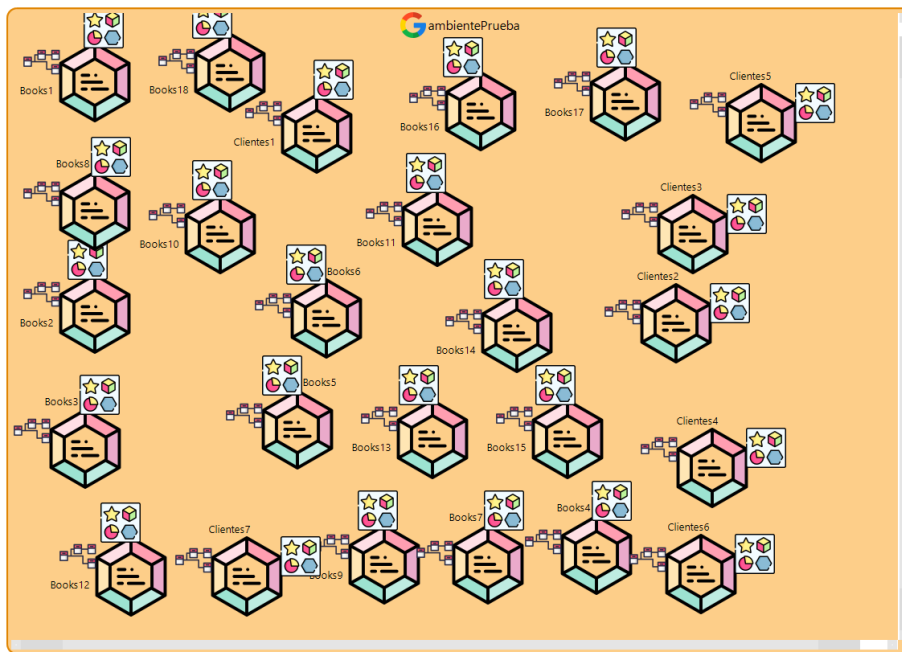 ambientePrueba
Books1
Books18
Clientes1
Books16
Books17
Clientes5
Books8
Books10
Books11
Clientes3
Books2
Books6
Books14
Clientes2
Books3
Books5
Books13
Books15
Clientes4
Books12
Clientes7
Books9
Books7
Books4
Clientes6